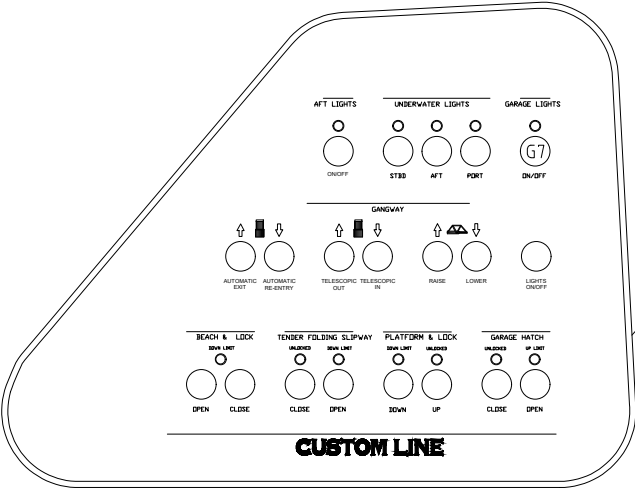 AFT LIGHTS UNDERWATER LIGHTS GARAGE LIGHTS
G7
ON/OFF STBD AFT PORT ON/OFF
GANGWAY
AUTOMATIC EXIT AUTOMATIC RE-ENTRY TELESCOPIC OUT TELESCOPIC IN RAISE LOWER LIGHTS ON/OFF
BEACH & LOCK TENDER FOLDING SLIPWAY PLATFORM & LOCK GARAGE HATCH
DOWN LIMIT UNLOCKED DOWN LIMIT DOWN LIMIT UNLOCKED UNLOCKED UP LIMIT
OPEN CLOSE CLOSE OPEN DOWN UP CLOSE OPEN
CUSTOM LINE